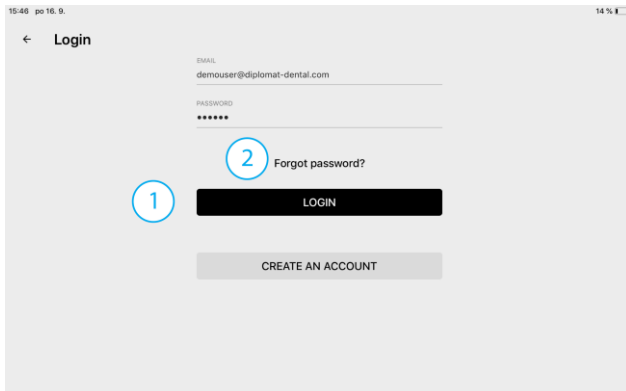 15:46 po 16. 9. 14 %
← Login
EMAIL
demouser@diplomat-dental.com
PASSWORD
••••••
2 Forgot password?
1 LOGIN
CREATE AN ACCOUNT